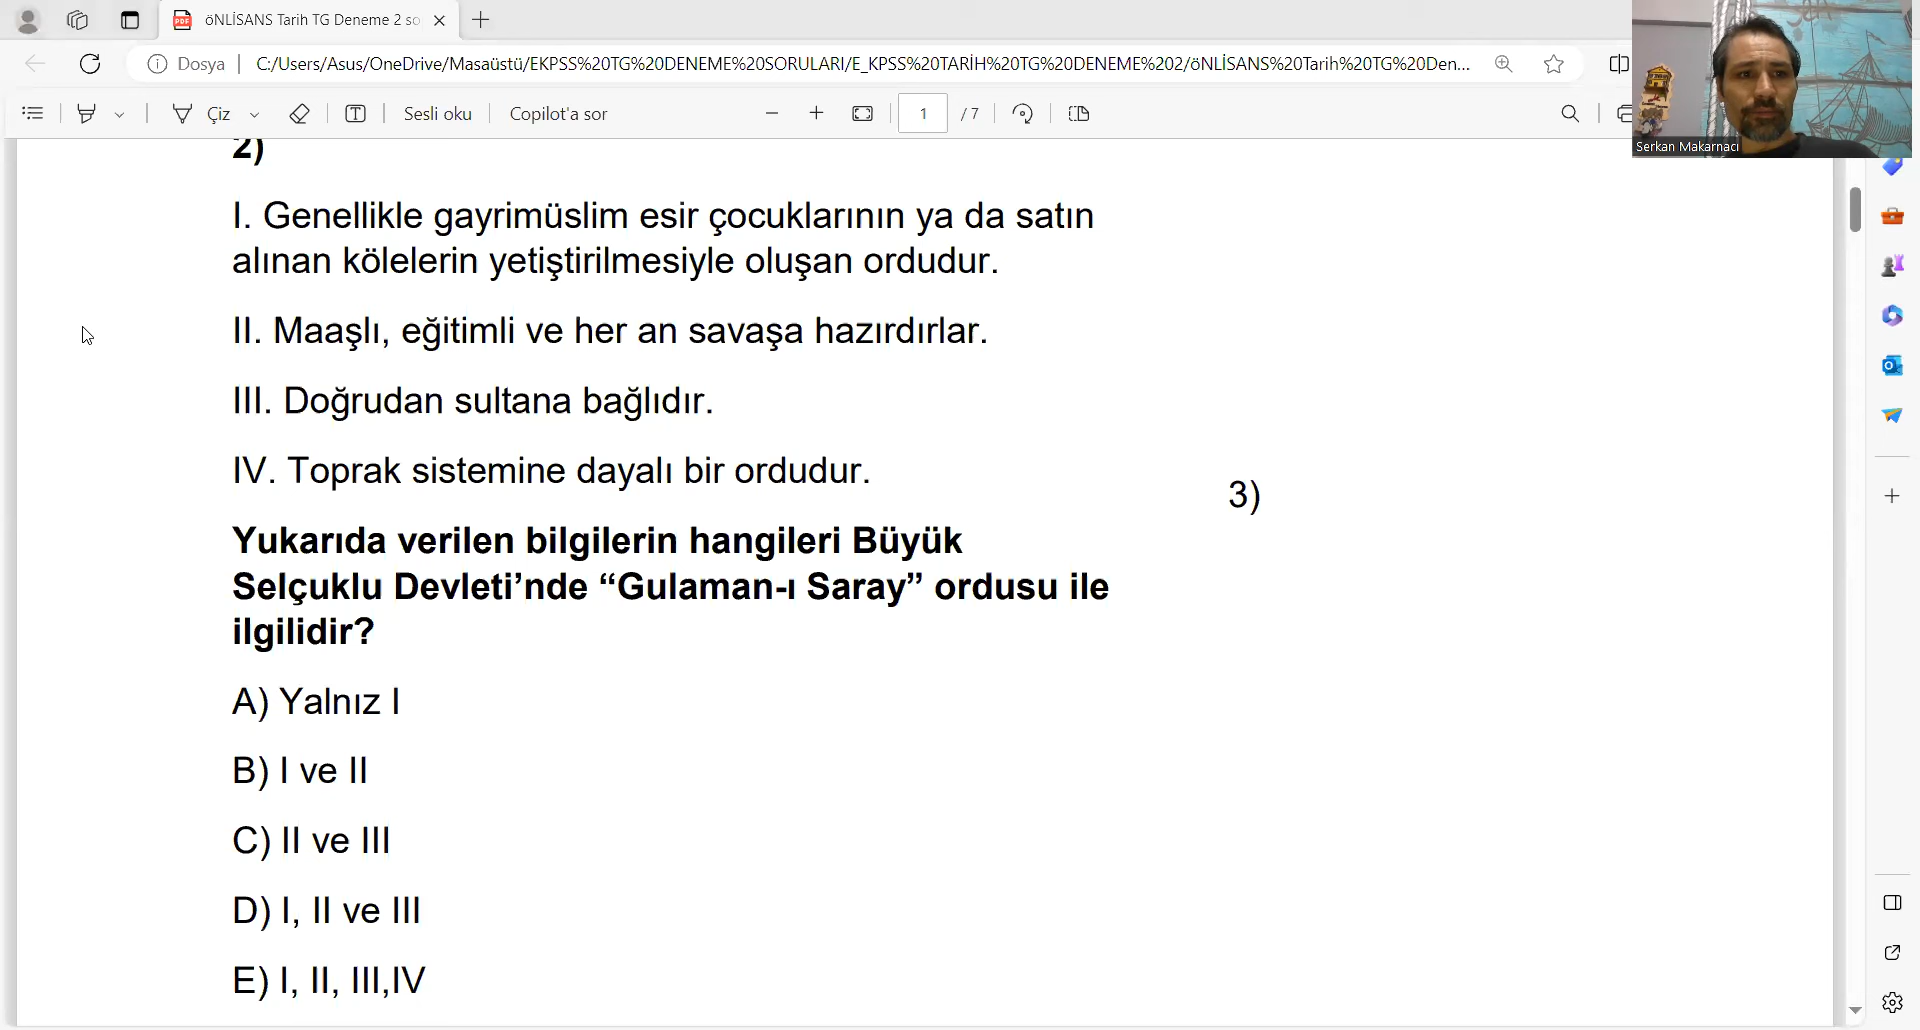 öNLİSANS Tarih TG Deneme 2 so
Dosya
C:/Users/Asus/OneDrive/Masaüstü/EKPSS%20TG%20DENEME%20SORULARI/E_KPSS%20TARİH%20TG%20DENEME%202/öNLİSANS%20Tarih%20TG%20Den...
Çiz
Sesli oku
Copilot'a sor
1 / 7
Serkan Makarnacı
2)
I. Genellikle gayrimüslim esir çocuklarının ya da satın
alınan kölelerin yetiştirilmesiyle oluşan ordudur.
II. Maaşlı, eğitimli ve her an savaşa hazırdırlar.
III. Doğrudan sultana bağlıdır.
IV. Toprak sistemine dayalı bir ordudur.
Yukarıda verilen bilgilerin hangileri Büyük
Selçuklu Devleti’nde “Gulaman-ı Saray” ordusu ile
ilgilidir?
A) Yalnız I
B) I ve II
C) II ve III
D) I, II ve III
E) I, II, III,IV
3)